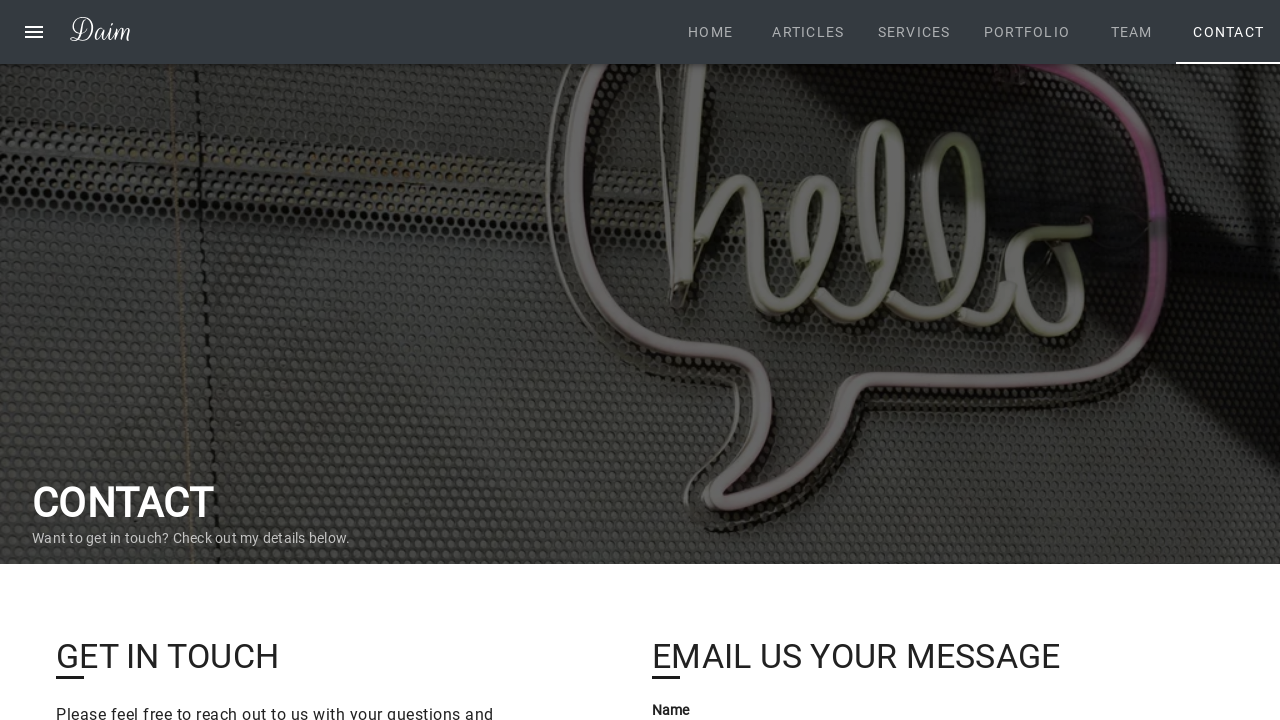 Daim
HOME ARTICLES SERVICES PORTFOLIO TEAM CONTACT
hello
CONTACT
Want to get in touch? Check out my details below.
GET IN TOUCH
Please feel free to reach out to us with your questions and
EMAIL US YOUR MESSAGE
Name